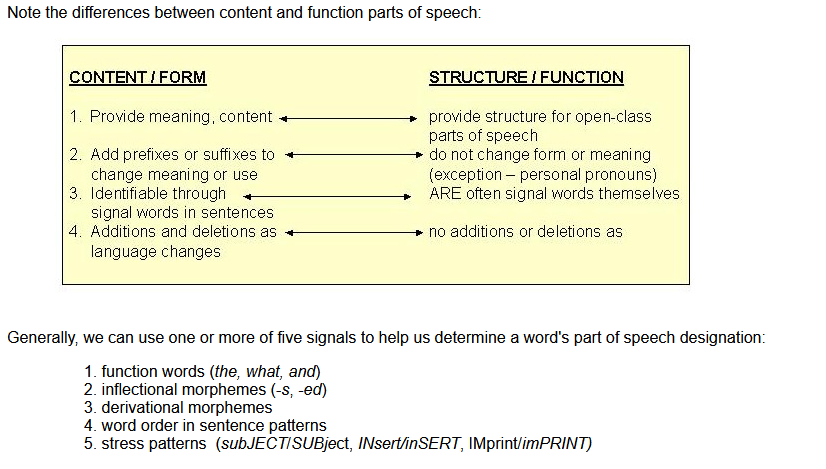 Note the differences between content and function parts of speech:
CONTENT / FORM
STRUCTURE / FUNCTION
1. Provide meaning, content
provide structure for open-class
parts of speech
2. Add prefixes or suffixes to
do not change form or meaning
change meaning or use
(exception – personal pronouns)
3. Identifiable through
ARE often signal words themselves
signal words in sentences
4. Additions and deletions as
no additions or deletions as
language changes
Generally, we can use one or more of five signals to help us determine a word's part of speech designation:
1. function words (the, what, and)
2. inflectional morphemes (-s, -ed)
3. derivational morphemes
4. word order in sentence patterns
5. stress patterns (subJECT/SUBject, INsert/inSERT, IMprint/imPRINT)